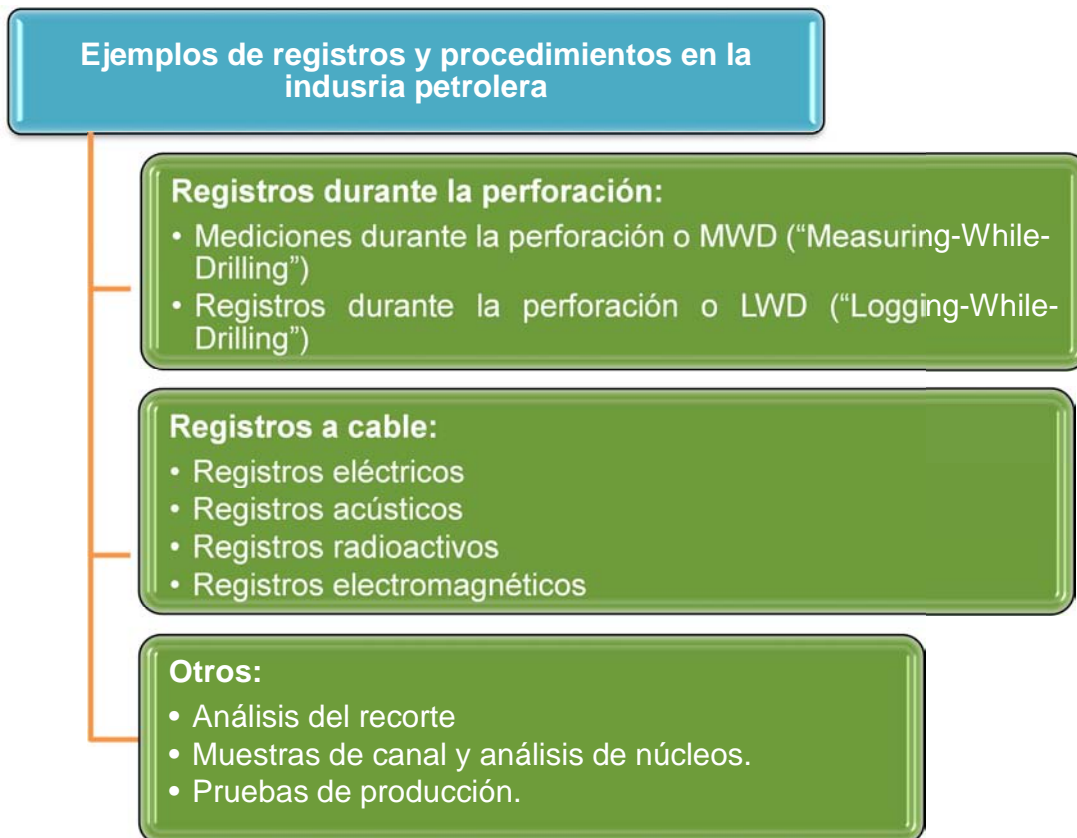 Ejemplos de registros y procedimientos en la
indusria petrolera
Registros durante la perforación:
• Mediciones durante la perforación o MWD (“Measuring-While-
Drilling”)
• Registros durante la perforación o LWD (“Logging-While-
Drilling”)
Registros a cable:
• Registros eléctricos
• Registros acústicos
• Registros radioactivos
• Registros electromagnéticos
Otros:
• Análisis del recorte
• Muestras de canal y análisis de núcleos.
• Pruebas de producción.